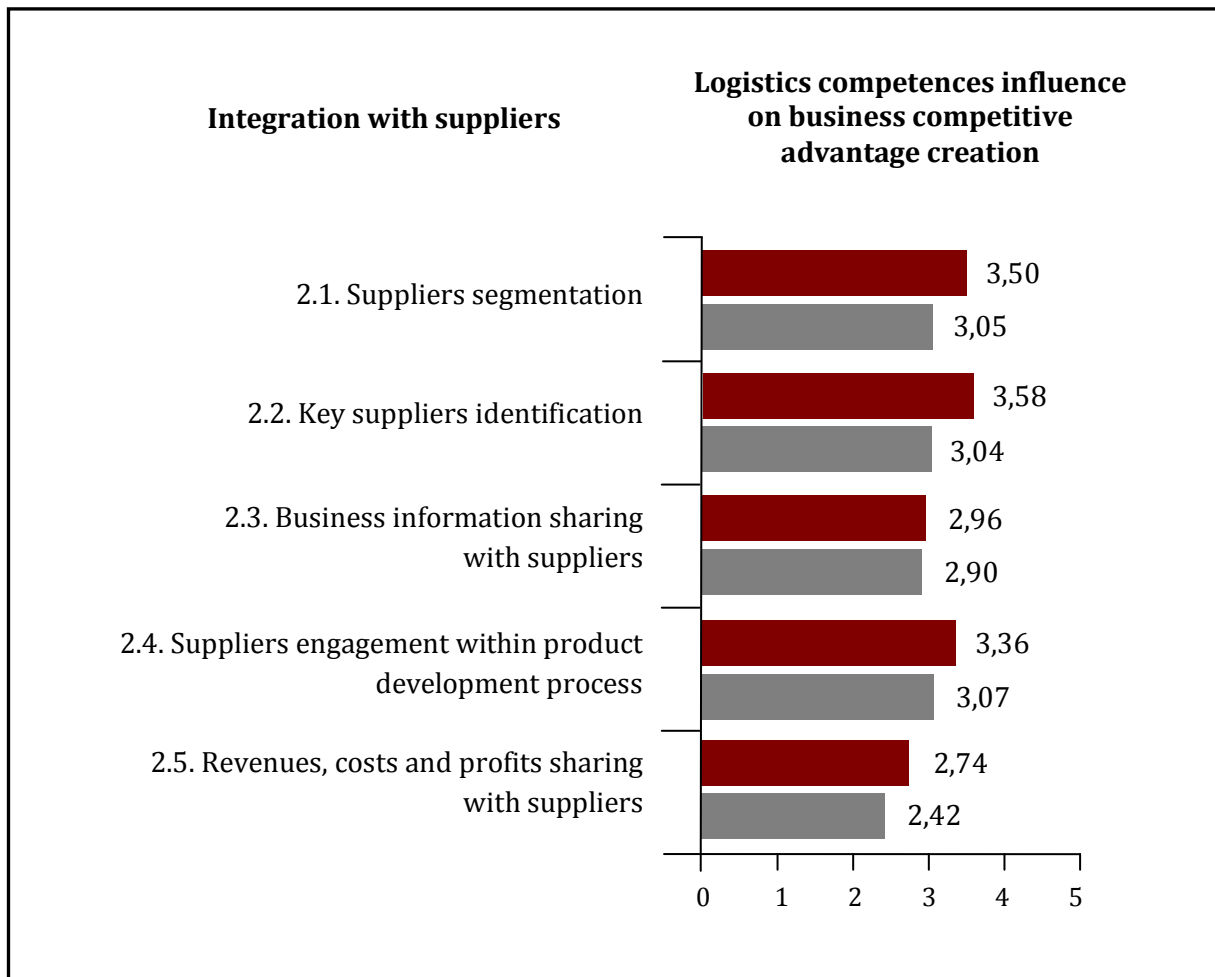 Integration with suppliers
Logistics competences influence
on business competitive
advantage creation
2.1. Suppliers segmentation
3,50
3,05
2.2. Key suppliers identification
3,58
3,04
2.3. Business information sharing
with suppliers
2,96
2,90
2.4. Suppliers engagement within product
development process
3,36
3,07
2.5. Revenues, costs and profits sharing
with suppliers
2,74
2,42
0 1 2 3 4 5